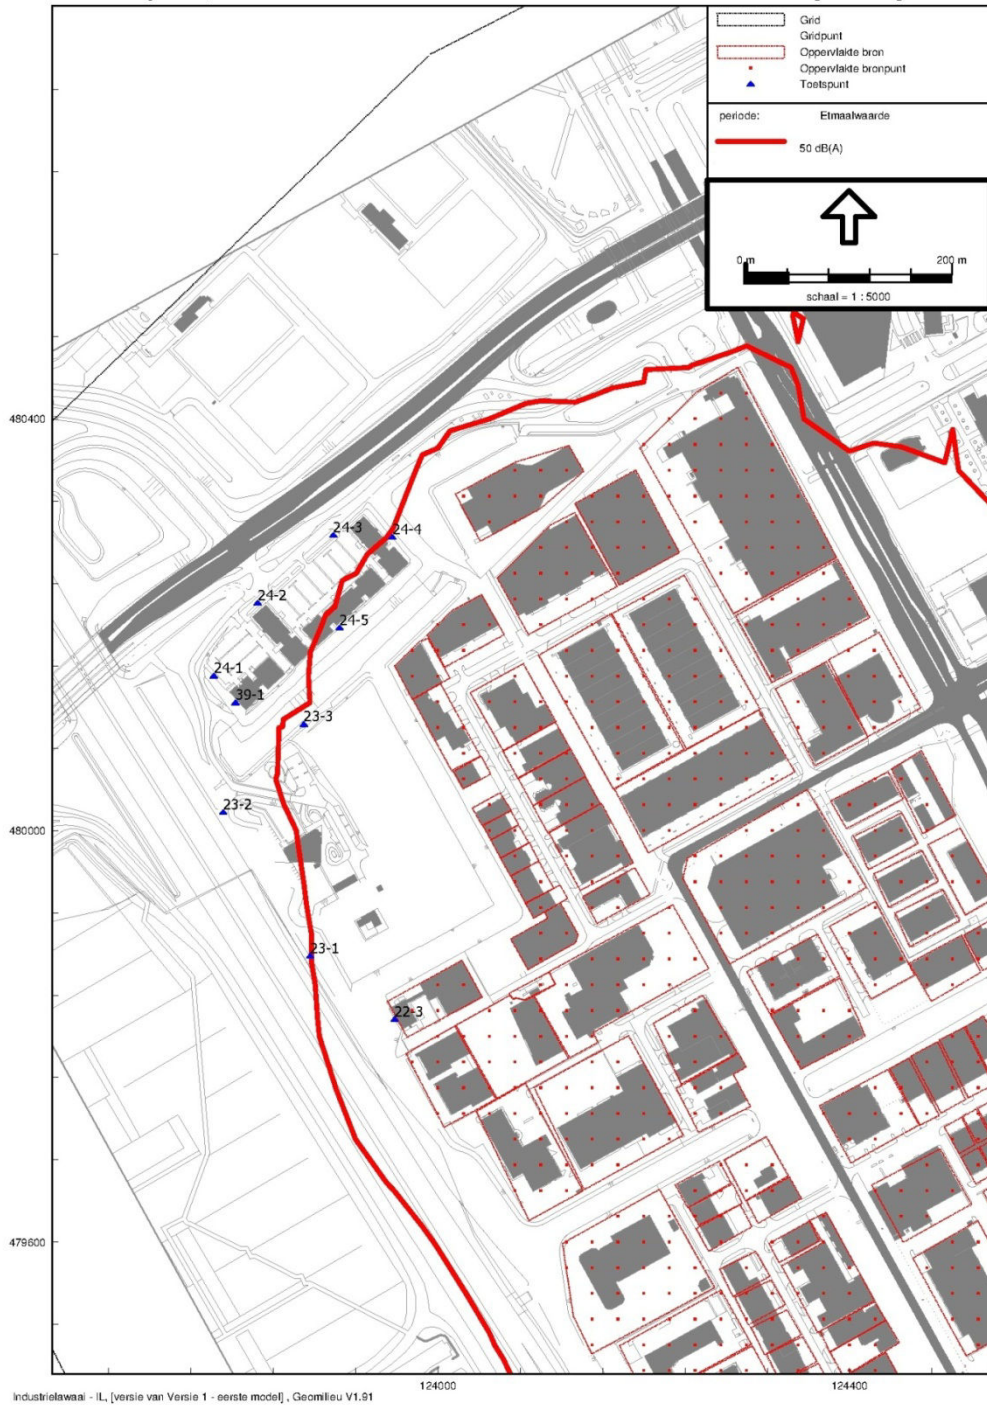 Grid
Gridpunt
Oppervlakte bron
Oppervlakte bronpunt
Toetspunt
periode: Etmaalwaarde
50 dB(A)
0 m 200 m
schaal = 1 : 5000
480400
24-3
24-4
24-2
24-5
24-1
39-1
23-3
23-2
480000
23-1
22-3
479600
124000
124400
Industrielawaai - IL, [versie van Versie 1 - eerste model] , Geomilieu V1.91